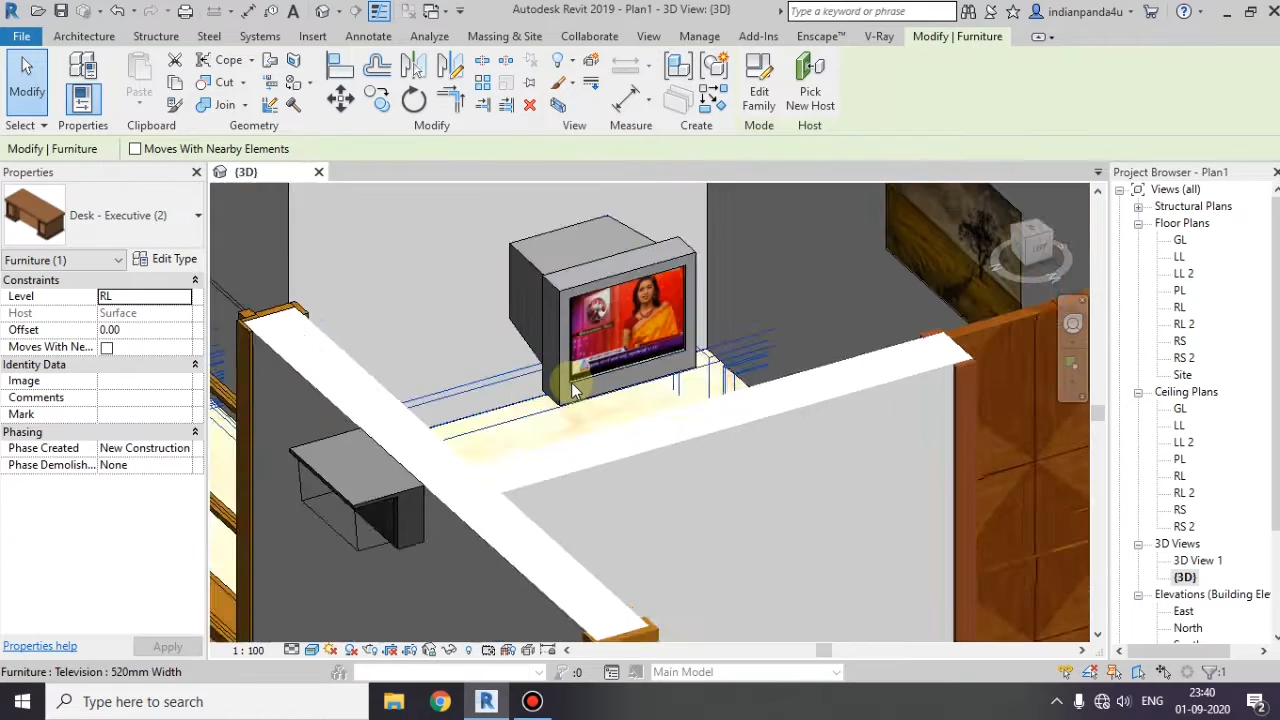 Autodesk Revit 2019 - Plan1 - 3D View: {3D}
Type a keyword or phrase
indianpanda4u
File Architecture Structure Steel Systems Insert Annotate Analyze Massing & Site Collaborate View Manage Add-Ins Enscape™ V-Ray Modify | Furniture
Cope
Cut
Join
Modify Properties Paste Edit Family Pick New Host
Select Properties Clipboard Geometry Modify View Measure Create Mode Host
Modify | Furniture Moves With Nearby Elements
Properties
{3D}
Project Browser - Plan1
Desk - Executive (2)
Furniture (1) Edit Type
Constraints
Level RL
Host Surface
Offset 0.00
Moves With Ne...
Identity Data
Image
Comments
Mark
Phasing
Phase Created New Construction
Phase Demolish... None
Properties help Apply
LEFT
Views (all)
Structural Plans
Floor Plans
GL
LL
LL 2
PL
RL
RL 2
RS
RS 2
Site
Ceiling Plans
GL
LL
LL 2
PL
RL
RL 2
RS
RS 2
3D Views
3D View 1
{3D}
Elevations (Building Ele
East
North
1 : 100
Furniture : Television : 520mm Width
:0
Main Model
:1
Type here to search
ENG
23:40
01-09-2020
2